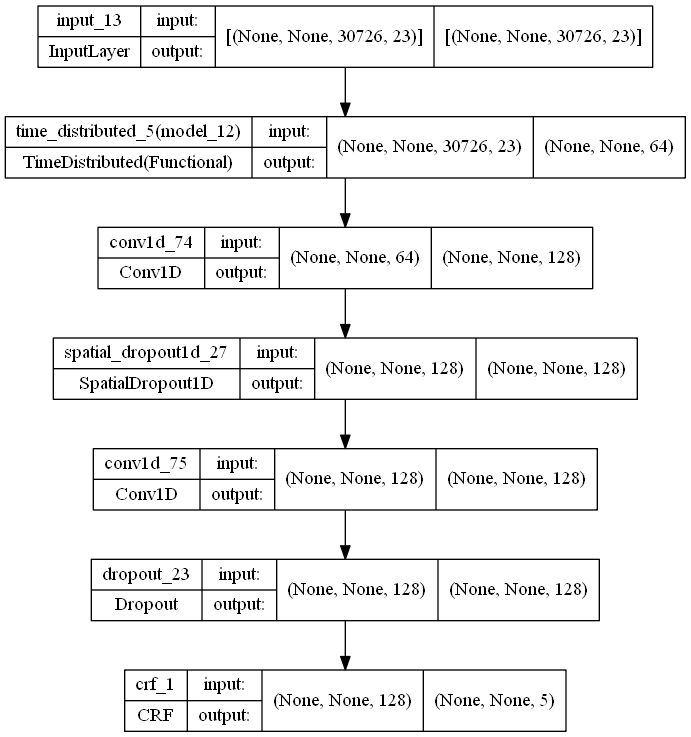 input_13 input: [(None, None, 30726, 23)] [(None, None, 30726, 23)]
InputLayer output:
time_distributed_5(model_12) input: (None, None, 30726, 23) (None, None, 64)
TimeDistributed(Functional) output:
conv1d_74 input: (None, None, 64) (None, None, 128)
Conv1D output:
spatial_dropout1d_27 input: (None, None, 128) (None, None, 128)
SpatialDropout1D output:
conv1d_75 input: (None, None, 128) (None, None, 128)
Conv1D output:
dropout_23 input: (None, None, 128) (None, None, 128)
Dropout output:
crf_1 input: (None, None, 128) (None, None, 5)
CRF output: